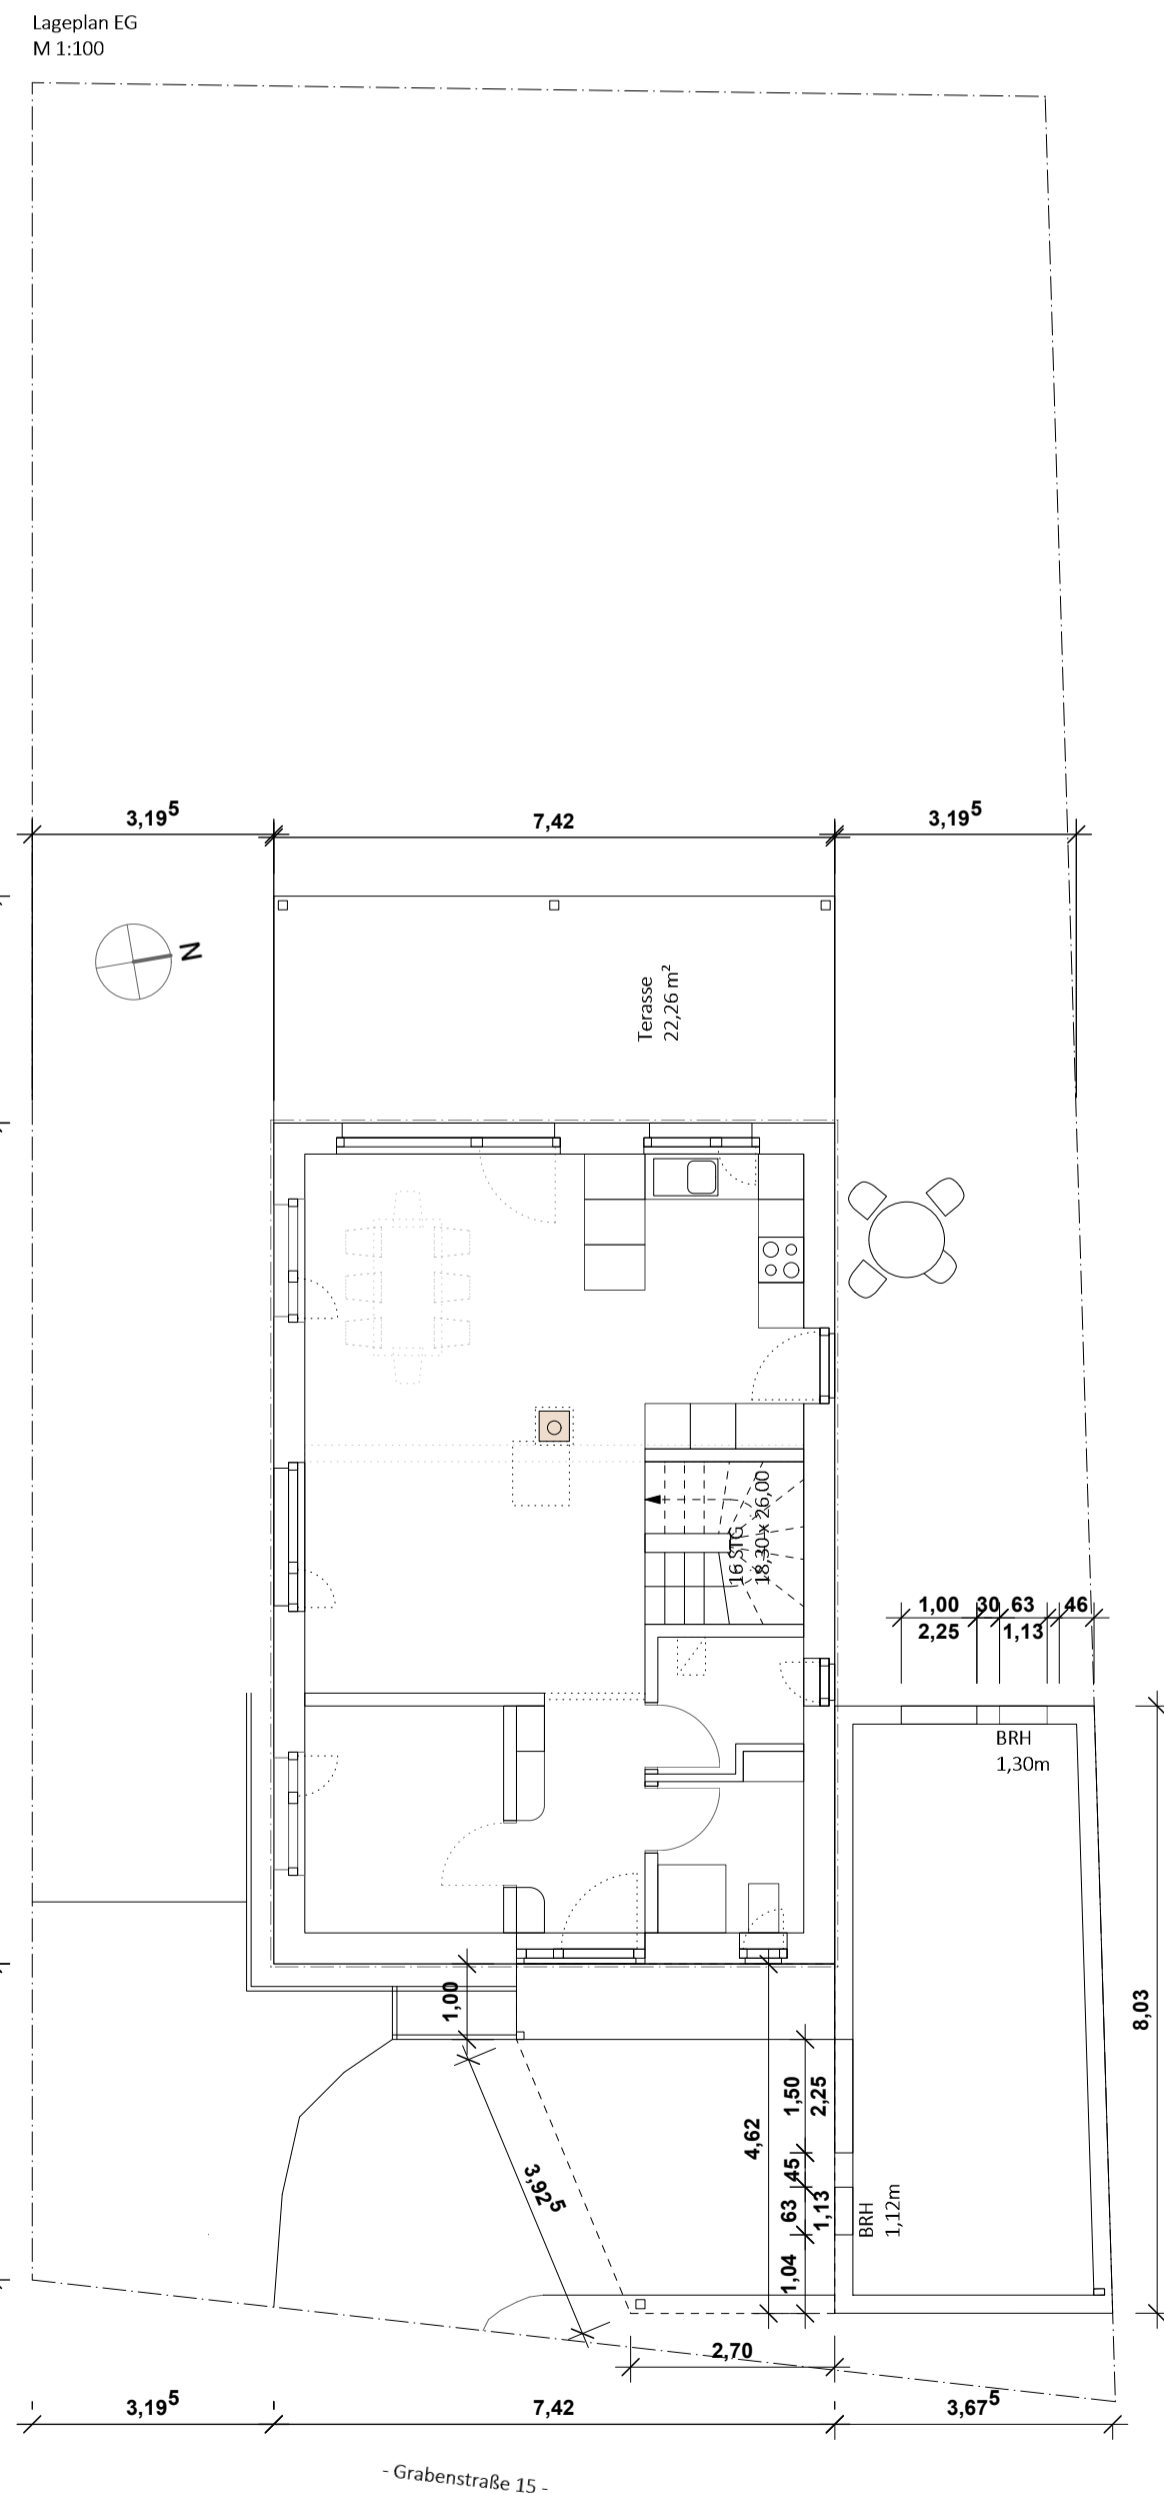 Lageplan EG
M 1:100
3,19⁵
7,42
3,19⁵
N
Terasse
22,26 m²
16 STG
18,30 x 26,00
1,00 30 63 46
2,25 1,13
BRH
1,30m
1,00
8,03
1,50
2,25
4,62
45
3,92⁵
63
1,13
BRH
1,12m
1,04
2,70
3,19⁵
7,42
3,67⁵
- Grabenstraße 15 -